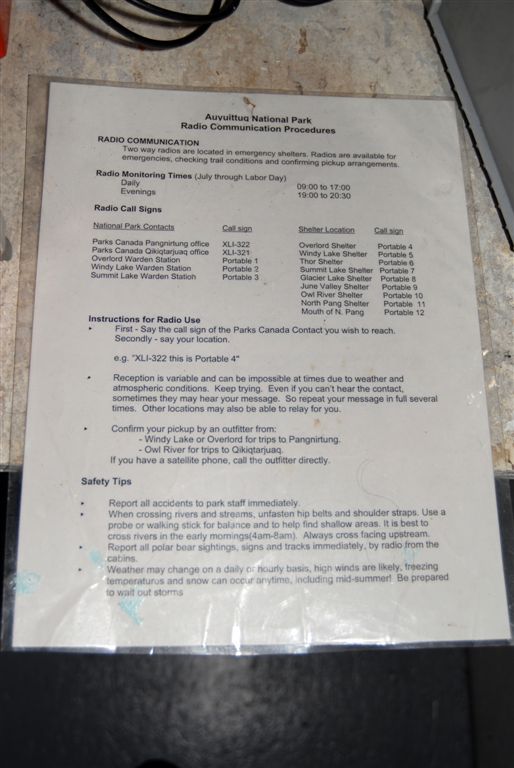 Auyuittuq National Park
Radio Communication Procedures
RADIO COMMUNICATION
Two way radios are located in emergency shelters. Radios are available for
emergencies, checking trail conditions and confirming pickup arrangements.
Radio Monitoring Times (July through Labor Day)
Daily 09:00 to 17:00
Evenings 19:00 to 20:30
Radio Call Signs
National Park Contacts Call sign Shelter Location Call sign
Parks Canada Pangnirtung office XLI-322 Overlord Shelter Portable 4
Parks Canada Qikiqtarjuaq office XLI-321 Windy Lake Shelter Portable 5
Overlord Warden Station Portable 1 Thor Shelter Portable 6
Windy Lake Warden Station Portable 2 Summit Lake Shelter Portable 7
Summit Lake Warden Station Portable 3 Glacier Lake Shelter Portable 8
June Valley Shelter Portable 9
Owl River Shelter Portable 10
North Pang Shelter Portable 11
Mouth of N. Pang Portable 12
Instructions for Radio Use
First - Say the call sign of the Parks Canada Contact you wish to reach.
Secondly - say your location.
e.g. "XLI-322 this is Portable 4"
Reception is variable and can be impossible at times due to weather and
atmospheric conditions. Keep trying. Even if you can't hear the contact,
sometimes they may hear your message. So repeat your message in full several
times. Other locations may also be able to relay for you.
Confirm your pickup by an outfitter from:
- Windy Lake or Overlord for trips to Pangnirtung.
- Owl River for trips to Qikiqtarjuaq.
If you have a satellite phone, call the outfitter directly.
Safety Tips
Report all accidents to park staff immediately.
When crossing rivers and streams, unfasten hip belts and shoulder straps. Use a
probe or walking stick for balance and to help find shallow areas. It is best to
cross rivers in the early mornings(4am-8am). Always cross facing upstream.
Report all polar bear sightings, signs and tracks immediately, by radio from the
cabins.
Weather may change on a daily or hourly basis, high winds are likely, freezing
temperatures and snow can occur anytime, including mid-summer! Be prepared
to wait out storms